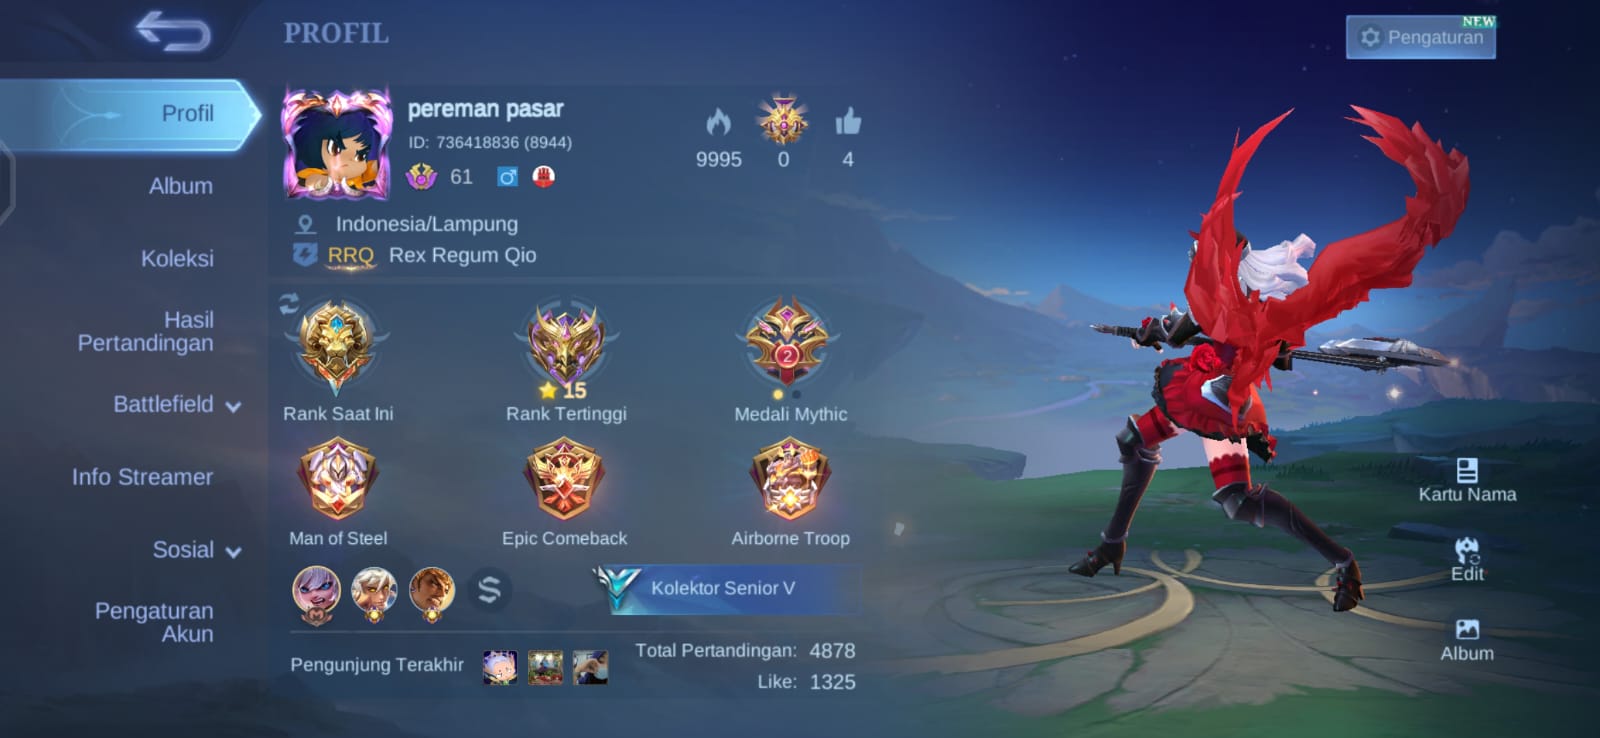 PROFIL
NEW
Pengaturan
Profil
Album
Koleksi
Hasil
Pertandingan
Battlefield
Info Streamer
Sosial
Pengaturan
Akun
pereman pasar
ID: 736418836 (8944)
61
9995
0
4
Indonesia/Lampung
RRQ Rex Regum Qio
15
2
Rank Saat Ini
Rank Tertinggi
Medali Mythic
Man of Steel
Epic Comeback
Airborne Troop
Kolektor Senior V
Pengunjung Terakhir
Total Pertandingan: 4878
Like: 1325
Kartu Nama
Edit
Album